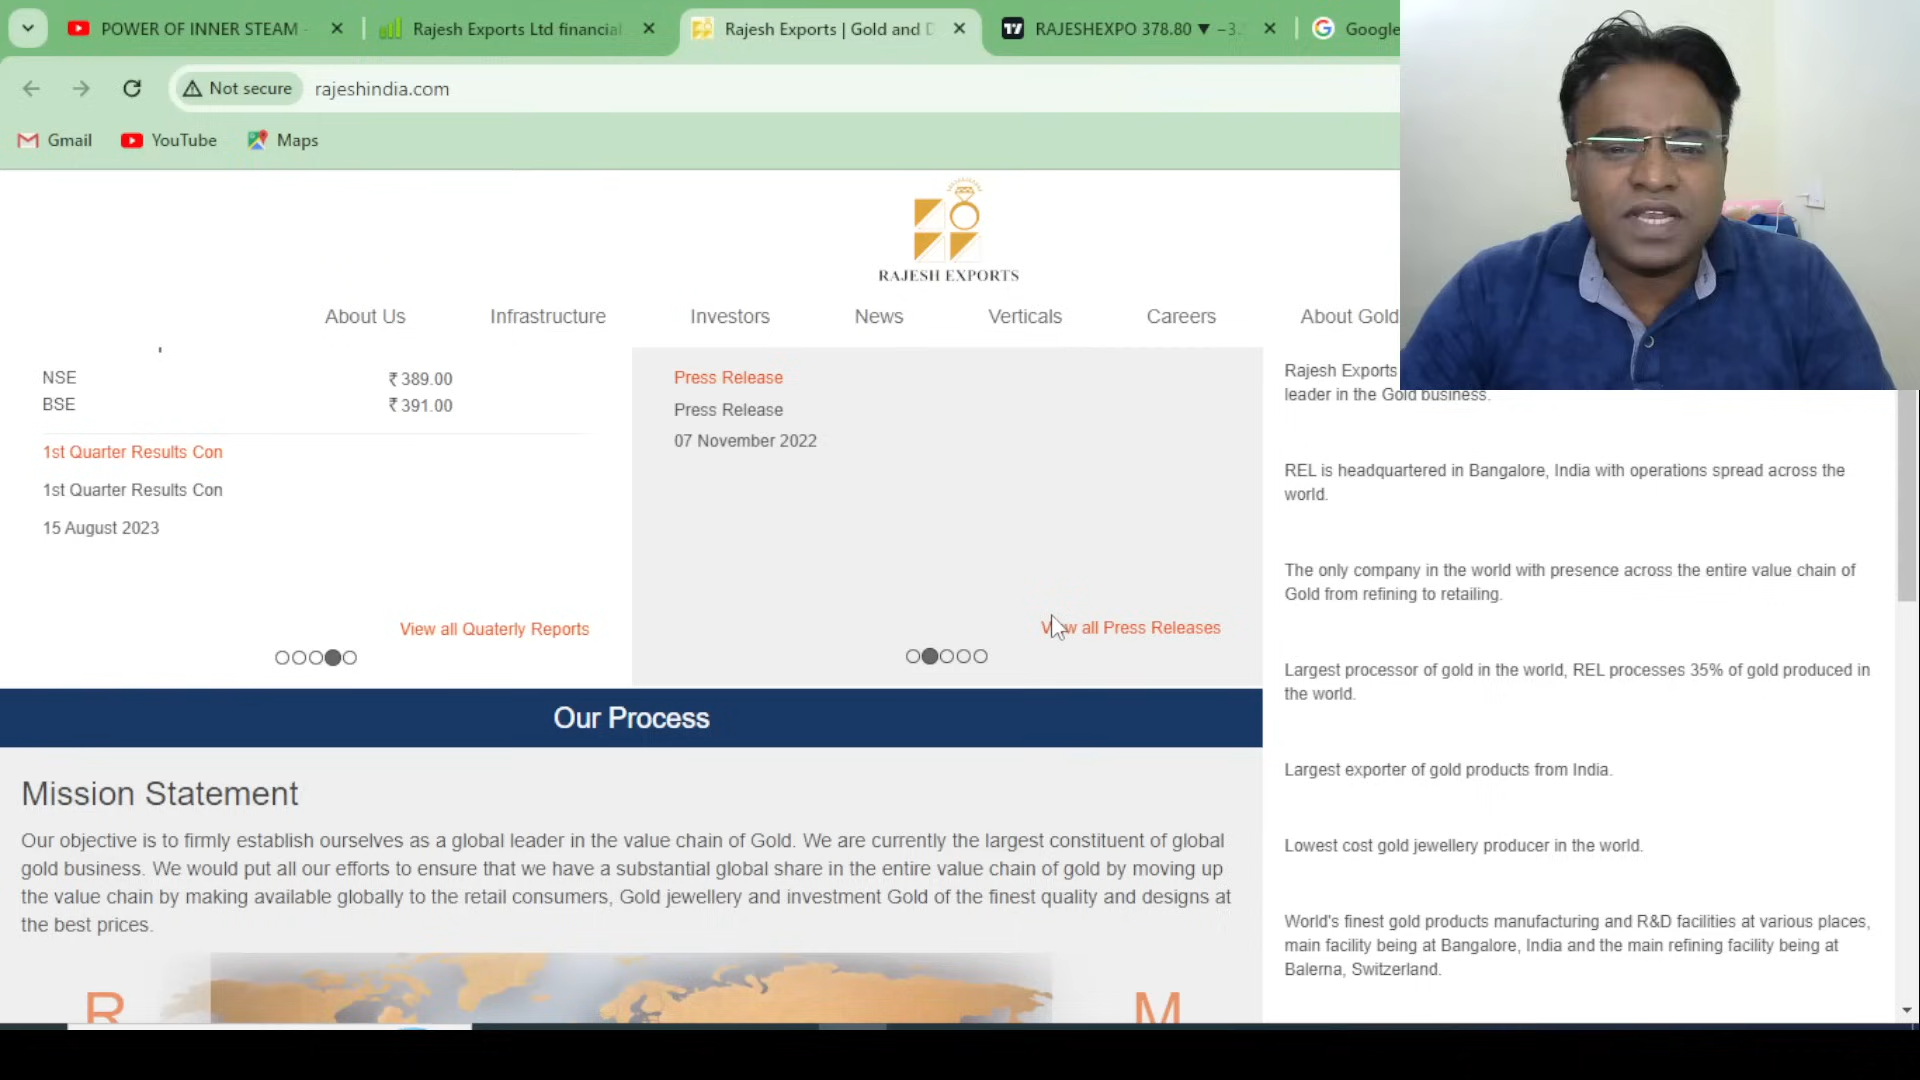 POWER OF INNER STEAM -
Rajesh Exports Ltd financial
Rajesh Exports | Gold and D
RAJESHEXPO 378.80 ▼ −3.
Google
Not secure
rajeshindia.com
Gmail
YouTube
Maps
RAJESH EXPORTS
About Us
Infrastructure
Investors
News
Verticals
Careers
About Gold
NSE
₹ 389.00
BSE
₹ 391.00
1st Quarter Results Con
1st Quarter Results Con
15 August 2023
View all Quaterly Reports
Press Release
Press Release
07 November 2022
View all Press Releases
Our Process
Mission Statement
Our objective is to firmly establish ourselves as a global leader in the value chain of Gold. We are currently the largest constituent of global
gold business. We would put all our efforts to ensure that we have a substantial global share in the entire value chain of gold by moving up
the value chain by making available globally to the retail consumers, Gold jewellery and investment Gold of the finest quality and designs at
the best prices.
R
M
Rajesh Exports
leader in the Gold business.
REL is headquartered in Bangalore, India with operations spread across the
world.
The only company in the world with presence across the entire value chain of
Gold from refining to retailing.
Largest processor of gold in the world, REL processes 35% of gold produced in
the world.
Largest exporter of gold products from India.
Lowest cost gold jewellery producer in the world.
World's finest gold products manufacturing and R&D facilities at various places,
main facility being at Bangalore, India and the main refining facility being at
Balerna, Switzerland.